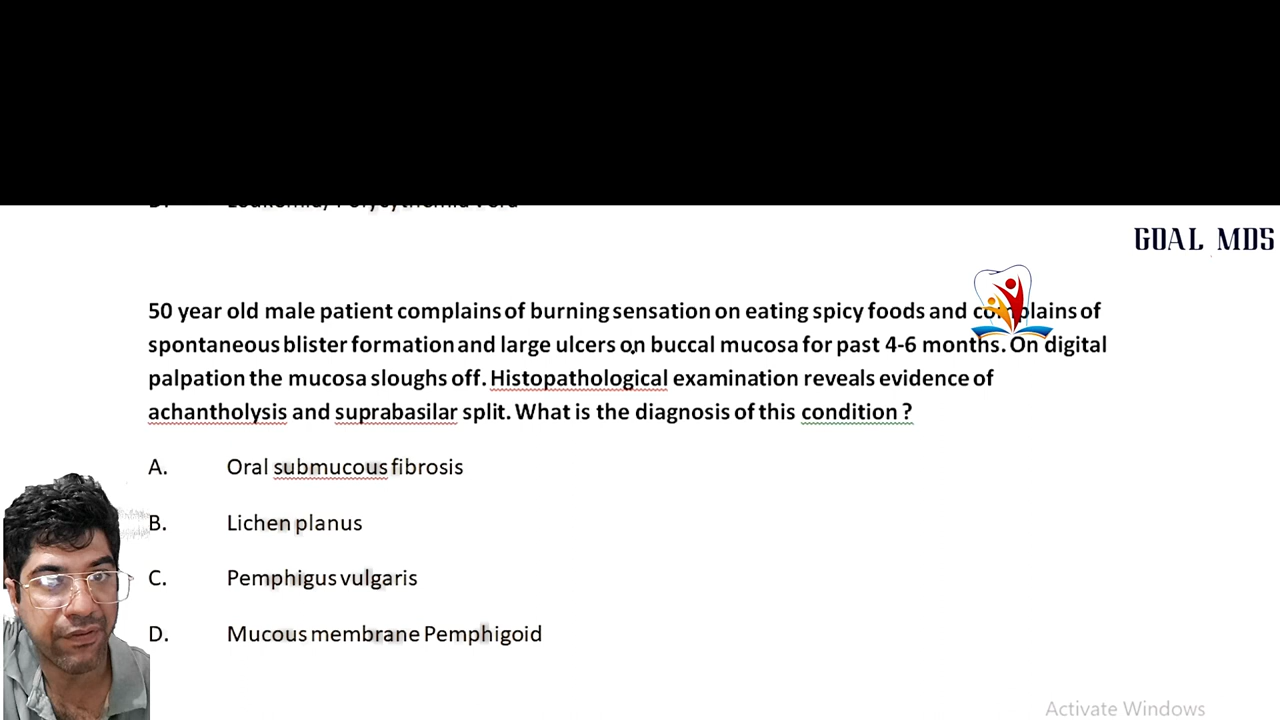 GOAL MDS
50 year old male patient complains of burning sensation on eating spicy foods and complains of
spontaneous blister formation and large ulcers on buccal mucosa for past 4-6 months. On digital
palpation the mucosa sloughs off. Histopathological examination reveals evidence of
achantholysis and suprabasilar split. What is the diagnosis of this condition ?
A. Oral submucous fibrosis
B. Lichen planus
C. Pemphigus vulgaris
D. Mucous membrane Pemphigoid
Activate Windows